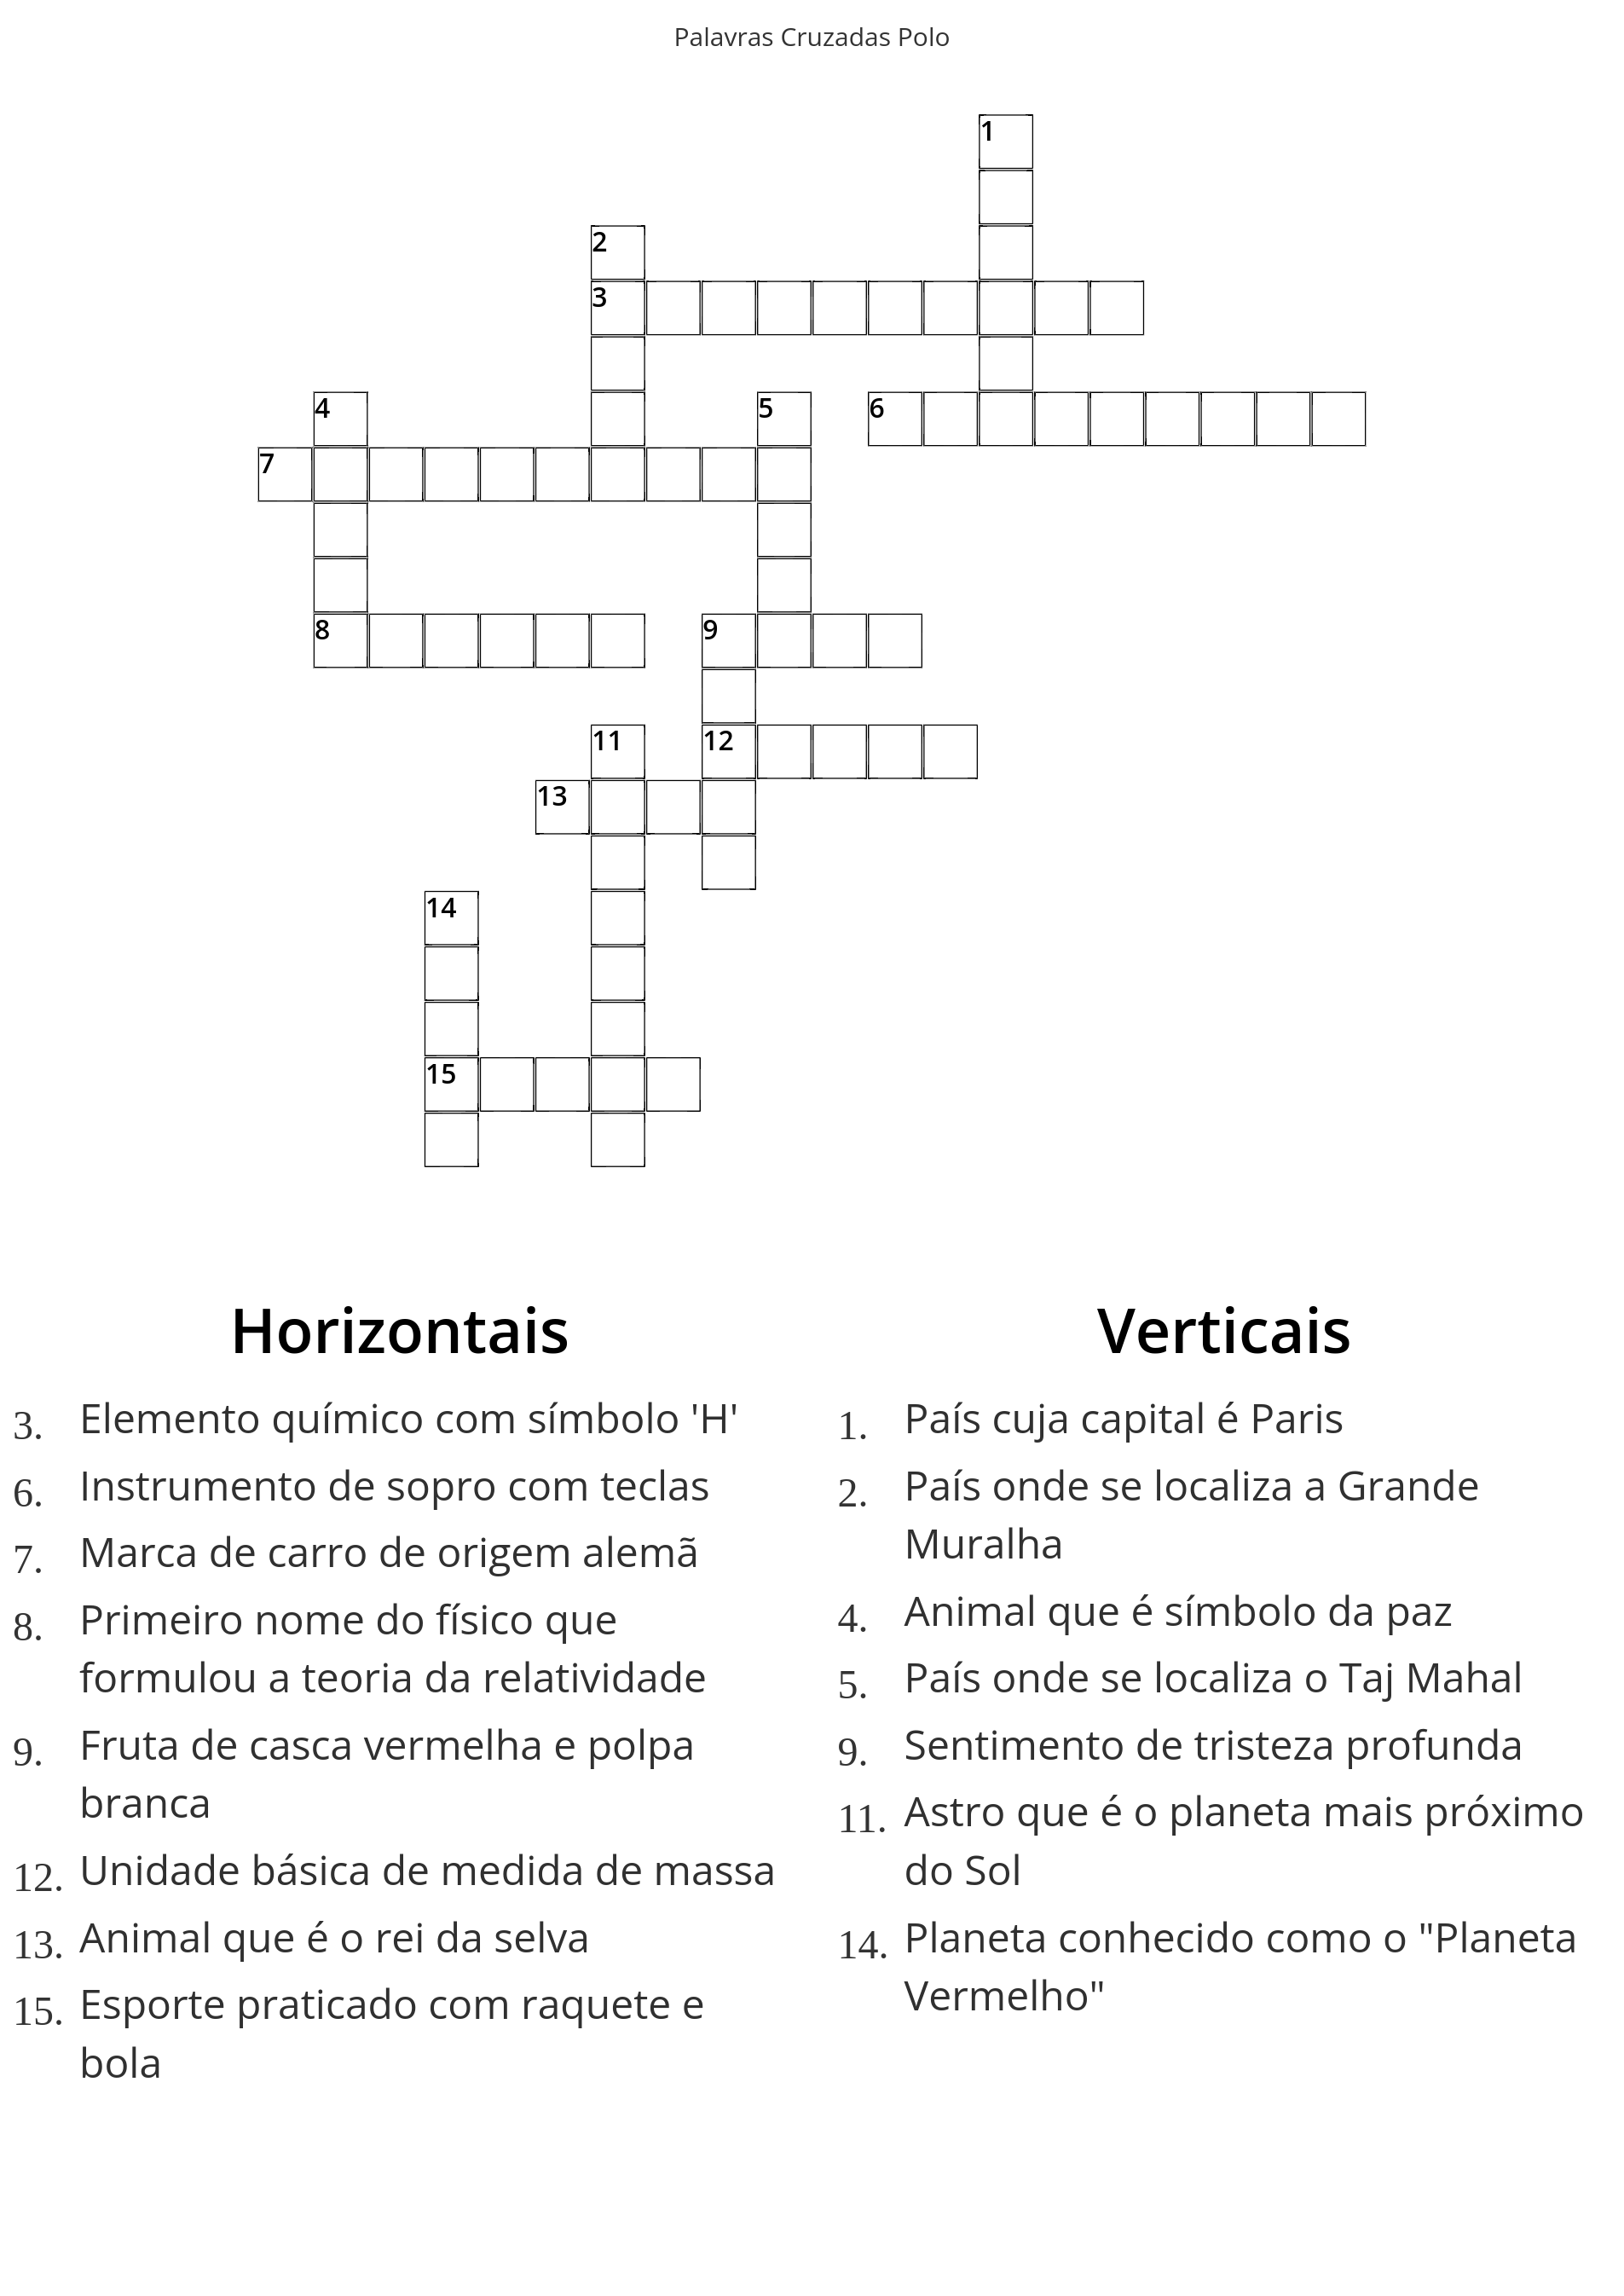 Palavras Cruzadas Polo
1
2
3
4
5
6
7
8
9
11
12
13
14
15
Horizontais
3. Elemento químico com símbolo 'H'
6. Instrumento de sopro com teclas
7. Marca de carro de origem alemã
8. Primeiro nome do físico que
formulou a teoria da relatividade
9. Fruta de casca vermelha e polpa
branca
12. Unidade básica de medida de massa
13. Animal que é o rei da selva
15. Esporte praticado com raquete e
bola
Verticais
1. País cuja capital é Paris
2. País onde se localiza a Grande
Muralha
4. Animal que é símbolo da paz
5. País onde se localiza o Taj Mahal
9. Sentimento de tristeza profunda
11. Astro que é o planeta mais próximo
do Sol
14. Planeta conhecido como o "Planeta
Vermelho"